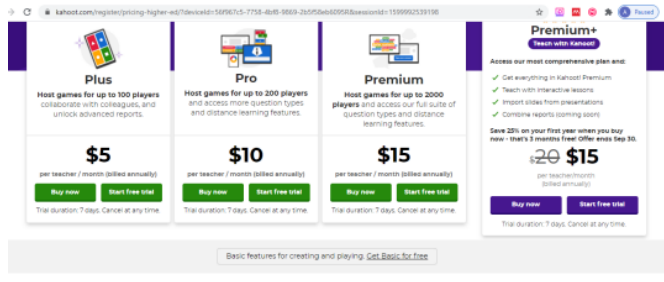 kahoot.com/register/pricing-higher-ed/?deviceId=
Paused
Plus
Host games for up to 100 players
collaborate with colleagues, and
unlock advanced reports.
$5
per teacher / month (billed annually)
Buy now Start free trial
Trial duration: 7 days. Cancel at any time.
Pro
Host games for up to 200 players
and access more question types
and distance learning features.
$10
per teacher / month (billed annually)
Buy now Start free trial
Trial duration: 7 days. Cancel at any time.
Premium
Host games for up to 2000
players and access our full suite of
question types and distance
learning features.
$15
per teacher / month (billed annually)
Buy now Start free trial
Trial duration: 7 days. Cancel at any time.
Premium+
Teach with Kahoot!
Access our most comprehensive plan and:
✓ Get everything in Kahoot! Premium
✓ Teach with interactive lessons
✓ Import slides from presentations
✓ Combine reports (coming soon)
Save 25% on your first year when you buy
now - that's 3 months free! Offer ends Sep 30.
$20 $15
per teacher/month
(billed annually)
Buy now Start free trial
Trial duration: 7 days. Cancel at any time.
Basic features for creating and playing. Get Basic for free